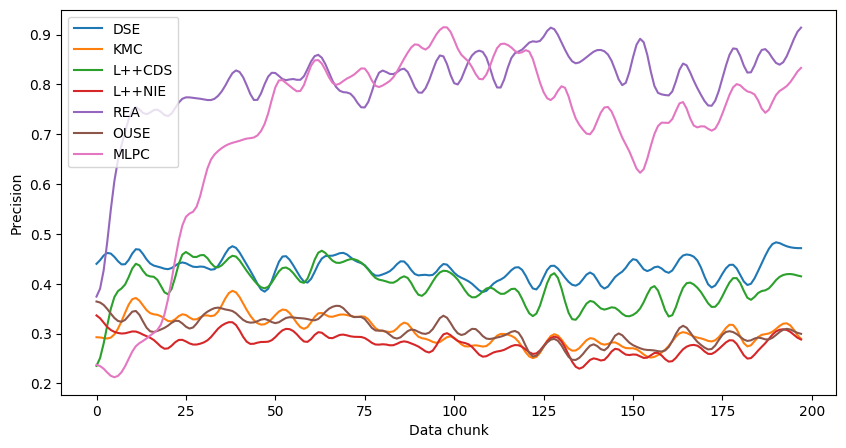 DSE
KMC
L++CDS
L++NIE
REA
OUSE
MLPC
Precision
0.9
0.8
0.7
0.6
0.5
0.4
0.3
0.2
0 25 50 75 100 125 150 175 200
Data chunk